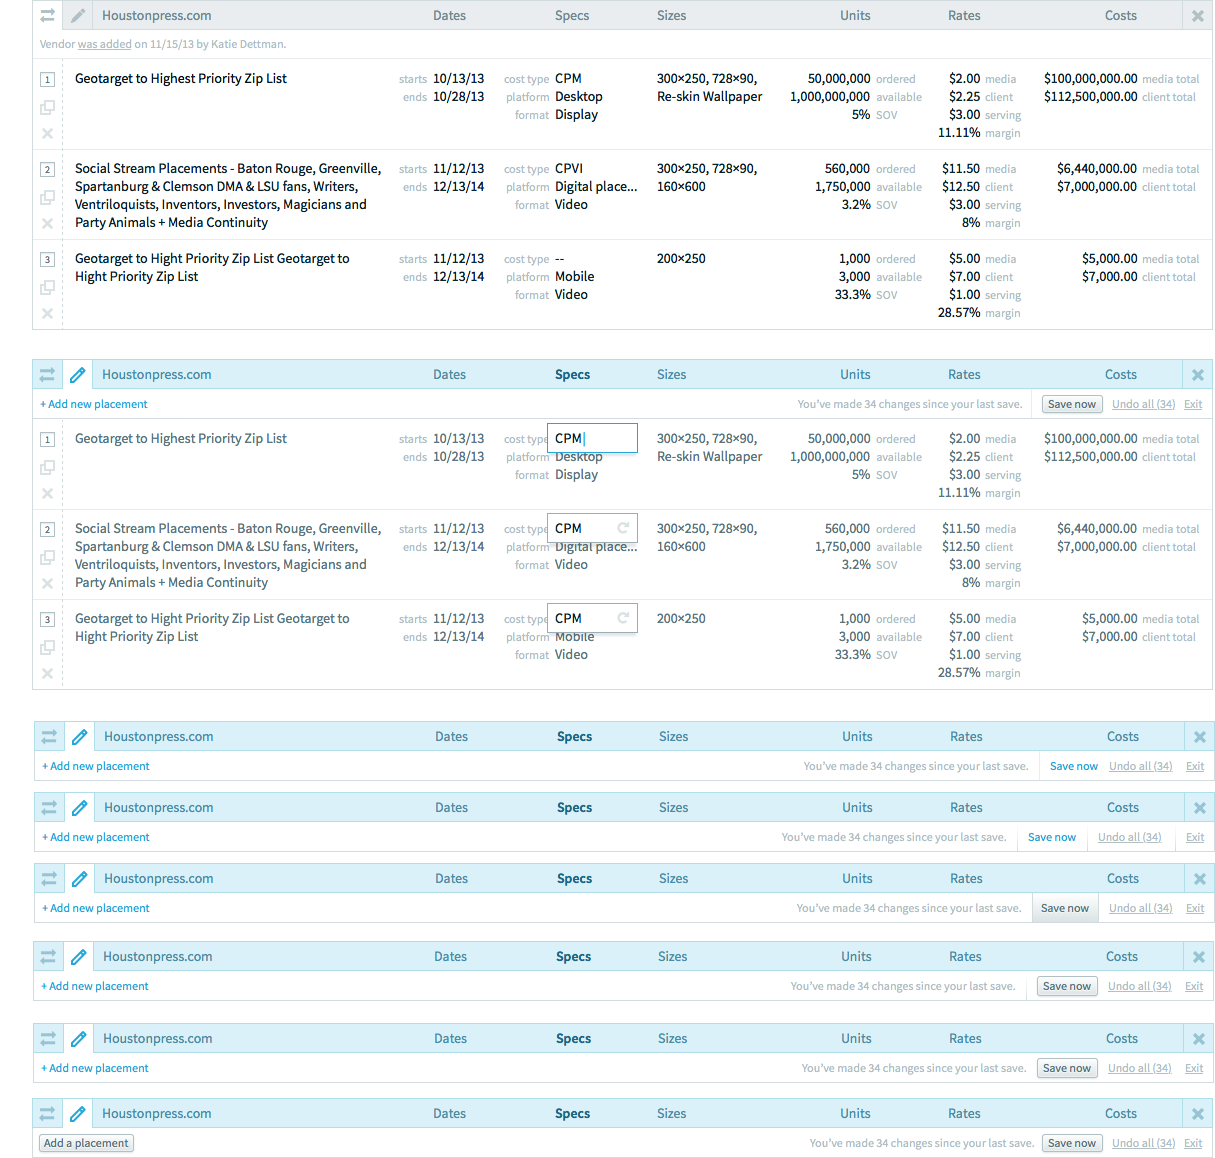 Houstonpress.com Dates Specs Sizes Units Rates Costs
Vendor was added on 11/15/13 by Katie Dettman.
1 Geotarget to Highest Priority Zip List starts 10/13/13 cost type CPM 300×250, 728×90, 50,000,000 ordered $2.00 media $100,000,000.00 media total
ends 10/28/13 platform Desktop Re-skin Wallpaper 1,000,000,000 available $2.25 client $112,500,000.00 client total
format Display 5% SOV $3.00 serving
11.11% margin
2 Social Stream Placements - Baton Rouge, Greenville, starts 11/12/13 cost type CPVI 300×250, 728×90, 560,000 ordered $11.50 media $6,440,000.00 media total
Spartanburg & Clemson DMA & LSU fans, Writers, ends 12/13/14 platform Digital place... 160×600 1,750,000 available $12.50 client $7,000,000.00 client total
Ventriloquists, Inventors, Investors, Magicians and format Video 3.2% SOV $3.00 serving
Party Animals + Media Continuity 8% margin
3 Geotarget to Hight Priority Zip List Geotarget to starts 11/12/13 cost type -- 200×250 1,000 ordered $5.00 media $5,000.00 media total
Hight Priority Zip List ends 12/13/14 platform Mobile 3,000 available $7.00 client $7,000.00 client total
format Video 33.3% SOV $1.00 serving
28.57% margin
Houstonpress.com Dates Specs Sizes Units Rates Costs
+ Add new placement You've made 34 changes since your last save. Save now Undo all (34) Exit
1 Geotarget to Highest Priority Zip List starts 10/13/13 cost type CPM 300×250, 728×90, 50,000,000 ordered $2.00 media $100,000,000.00 media total
ends 10/28/13 platform Desktop Re-skin Wallpaper 1,000,000,000 available $2.25 client $112,500,000.00 client total
format Display 5% SOV $3.00 serving
11.11% margin
2 Social Stream Placements - Baton Rouge, Greenville, starts 11/12/13 cost type CPM 300×250, 728×90, 560,000 ordered $11.50 media $6,440,000.00 media total
Spartanburg & Clemson DMA & LSU fans, Writers, ends 12/13/14 platform Digital place... 160×600 1,750,000 available $12.50 client $7,000,000.00 client total
Ventriloquists, Inventors, Investors, Magicians and format Video 3.2% SOV $3.00 serving
Party Animals + Media Continuity 8% margin
3 Geotarget to Hight Priority Zip List Geotarget to starts 11/12/13 cost type CPM 200×250 1,000 ordered $5.00 media $5,000.00 media total
Hight Priority Zip List ends 12/13/14 platform Mobile 3,000 available $7.00 client $7,000.00 client total
format Video 33.3% SOV $1.00 serving
28.57% margin
Houstonpress.com Dates Specs Sizes Units Rates Costs
+ Add new placement You've made 34 changes since your last save. Save now Undo all (34) Exit
Houstonpress.com Dates Specs Sizes Units Rates Costs
+ Add new placement You've made 34 changes since your last save. Save now Undo all (34) Exit
Houstonpress.com Dates Specs Sizes Units Rates Costs
+ Add new placement You've made 34 changes since your last save. Save now Undo all (34) Exit
Houstonpress.com Dates Specs Sizes Units Rates Costs
+ Add new placement You've made 34 changes since your last save. Save now Undo all (34) Exit
Houstonpress.com Dates Specs Sizes Units Rates Costs
+ Add new placement You've made 34 changes since your last save. Save now Undo all (34) Exit
Houstonpress.com Dates Specs Sizes Units Rates Costs
Add a placement You've made 34 changes since your last save. Save now Undo all (34) Exit